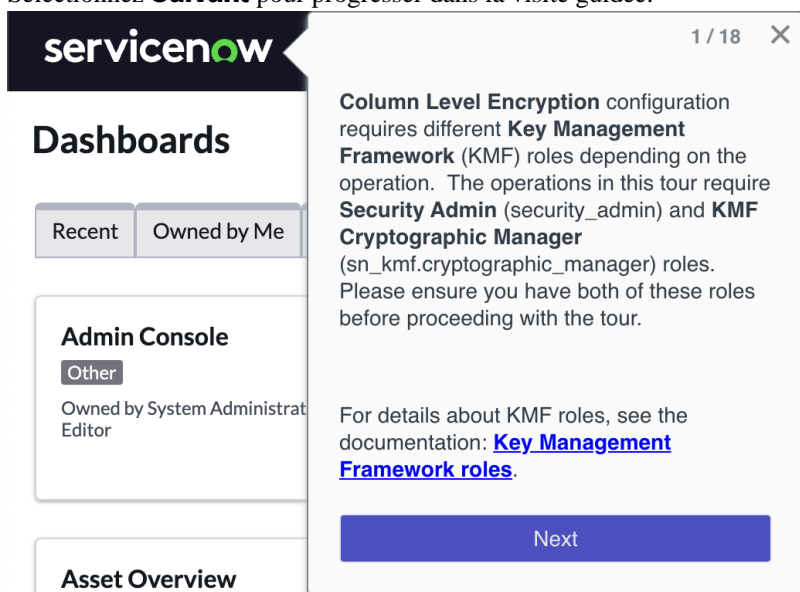 Sélectionnez Suivant pour progresser dans la visite guidée.
servicenow
1 / 18
Dashboards
Recent
Owned by Me
Admin Console
Other
Owned by System Administrat
Editor
Asset Overview
Column Level Encryption configuration
requires different Key Management
Framework (KMF) roles depending on the
operation. The operations in this tour require
Security Admin (security_admin) and KMF
Cryptographic Manager
(sn_kmf.cryptographic_manager) roles.
Please ensure you have both of these roles
before proceeding with the tour.
For details about KMF roles, see the
documentation: Key Management
Framework roles.
Next